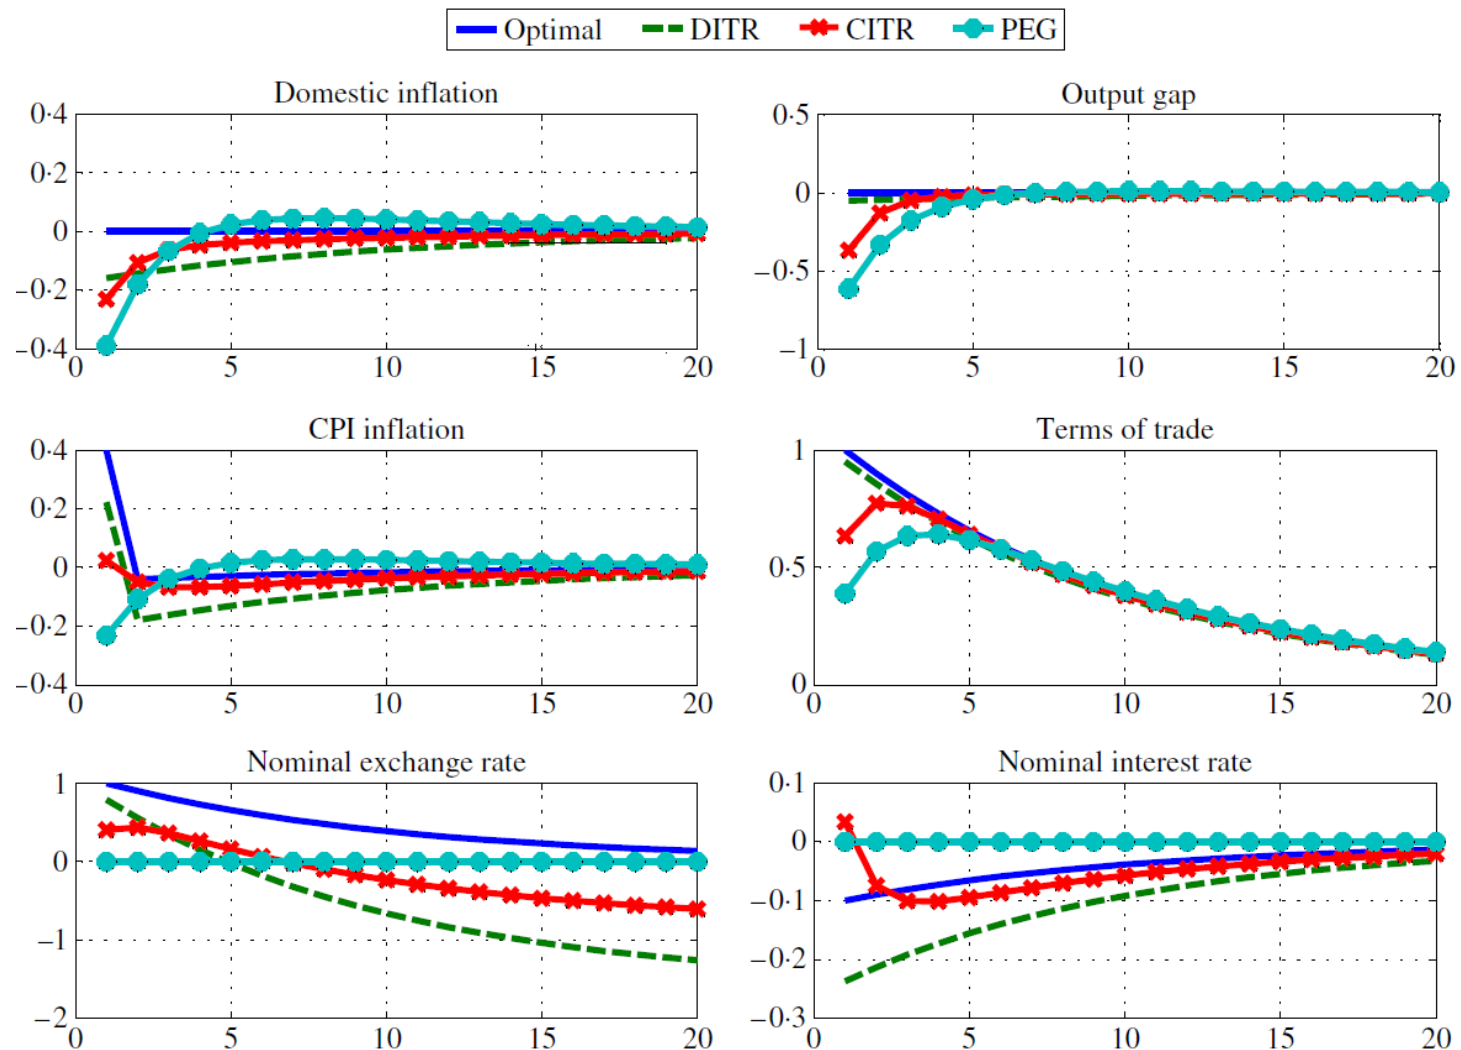 Optimal DITR CITR PEG
Domestic inflation
0·4
0·2
0
−0·2
−0·4
0 5 10 15 20
Output gap
0·5
0
−0·5
−1
0 5 10 15 20
CPI inflation
0·4
0·2
0
−0·2
−0·4
0 5 10 15 20
Terms of trade
1
0·5
0
0 5 10 15 20
Nominal exchange rate
1
0
−1
−2
0 5 10 15 20
Nominal interest rate
0·1
0
−0·1
−0·2
−0·3
0 5 10 15 20